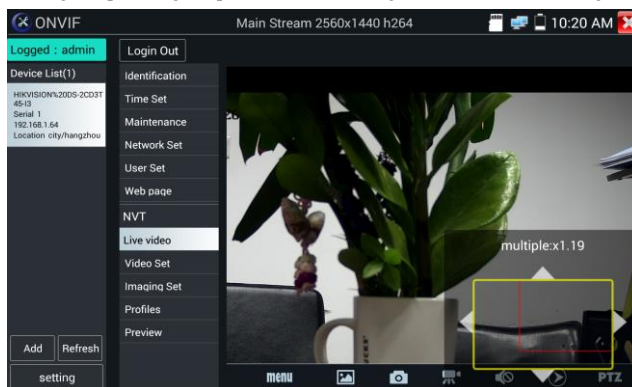 ONVIF
Main Stream 2560x1440 h264
10:20 AM
Logged : admin
Login Out
Device List(1)
HIKVISION%20DS-2CD3T
45-I3
Serial 1
192.168.1.64
Location city/hangzhou
Identification
Time Set
Maintenance
Network Set
User Set
Web page
NVT
Live video
Video Set
Imaging Set
Profiles
Preview
Add
Refresh
setting
multiple:x1.19
menu
PTZ